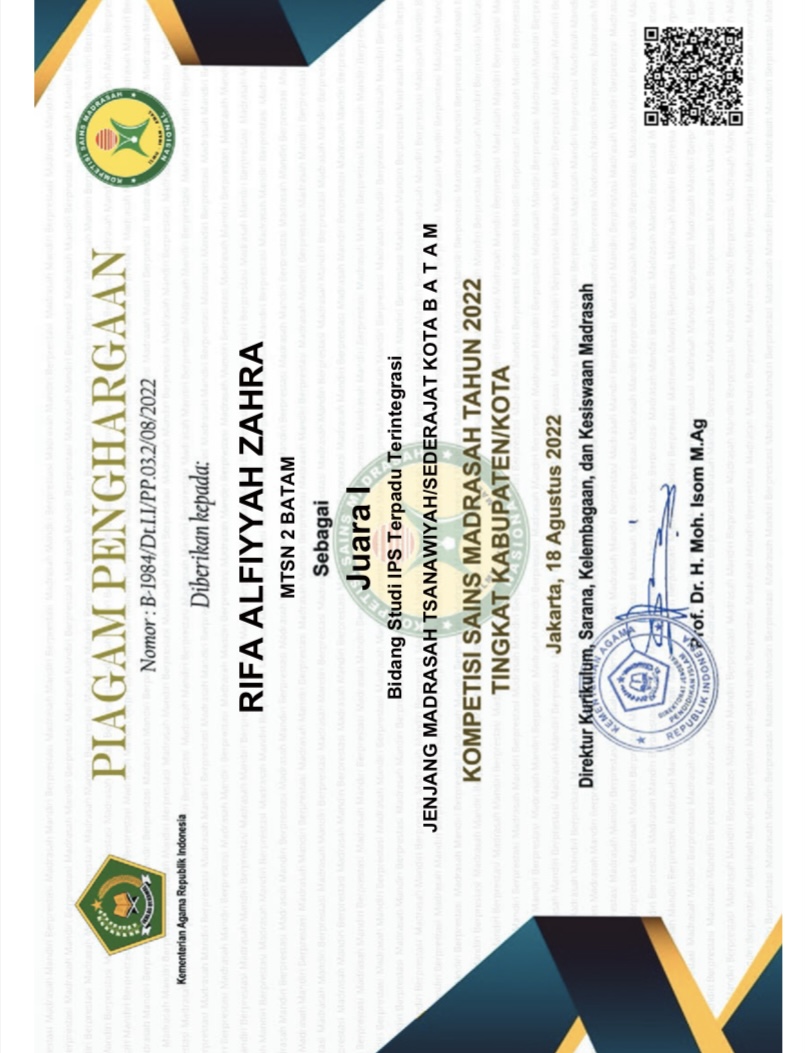 PIAGAM PENGHARGAAN
Nomor : B-1984/Dt.I.I/PP.03.2/08/2022
Kementerian Agama Republik Indonesia
KOMPETISI SAINS MADRASAH
ILMU - IMAN - AMAL
NASIONAL
Diberikan kepada:
RIFA ALFIYYAH ZAHRA
MTSN 2 BATAM
Sebagai
Juara I
Bidang Studi IPS Terpadu Terintegrasi
JENJANG MADRASAH TSANAWIYAH/SEDERAJAT KOTA B A T A M
KOMPETISI SAINS MADRASAH TAHUN 2022
TINGKAT KABUPATEN/KOTA
Jakarta, 18 Agustus 2022
Direktur Kurikulum, Sarana, Kelembagaan, dan Kesiswaan Madrasah
KEMENTERIAN AGAMA
DIREKTORAT JENDERAL
PENDIDIKAN ISLAM
REPUBLIK INDONESIA
Prof. Dr. H. Moh. Isom M.Ag